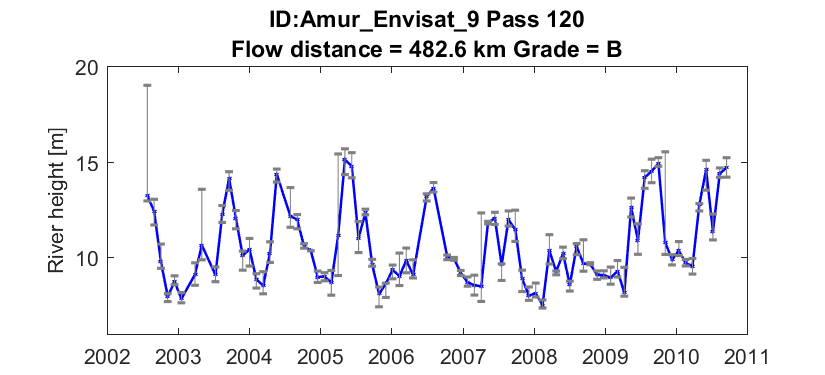 ID:Amur_Envisat_9 Pass 120
Flow distance = 482.6 km Grade = B
20
15
10
River height [m]
2002 2003 2004 2005 2006 2007 2008 2009 2010 2011